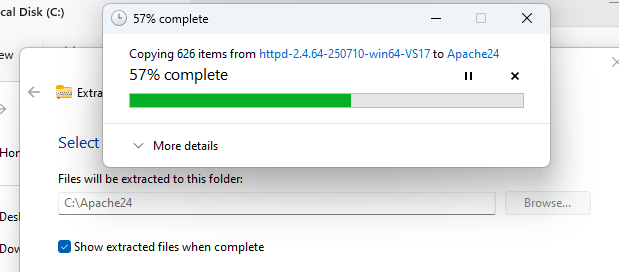 cal Disk (C:)
57% complete
Copying 626 items from httpd-2.4.64-250710-win64-VS17 to Apache24
57% complete
More details
Extra
Select
Files will be extracted to this folder:
C:\Apache24
Browse...
Show extracted files when complete
ew
Hor
Desl
Dow